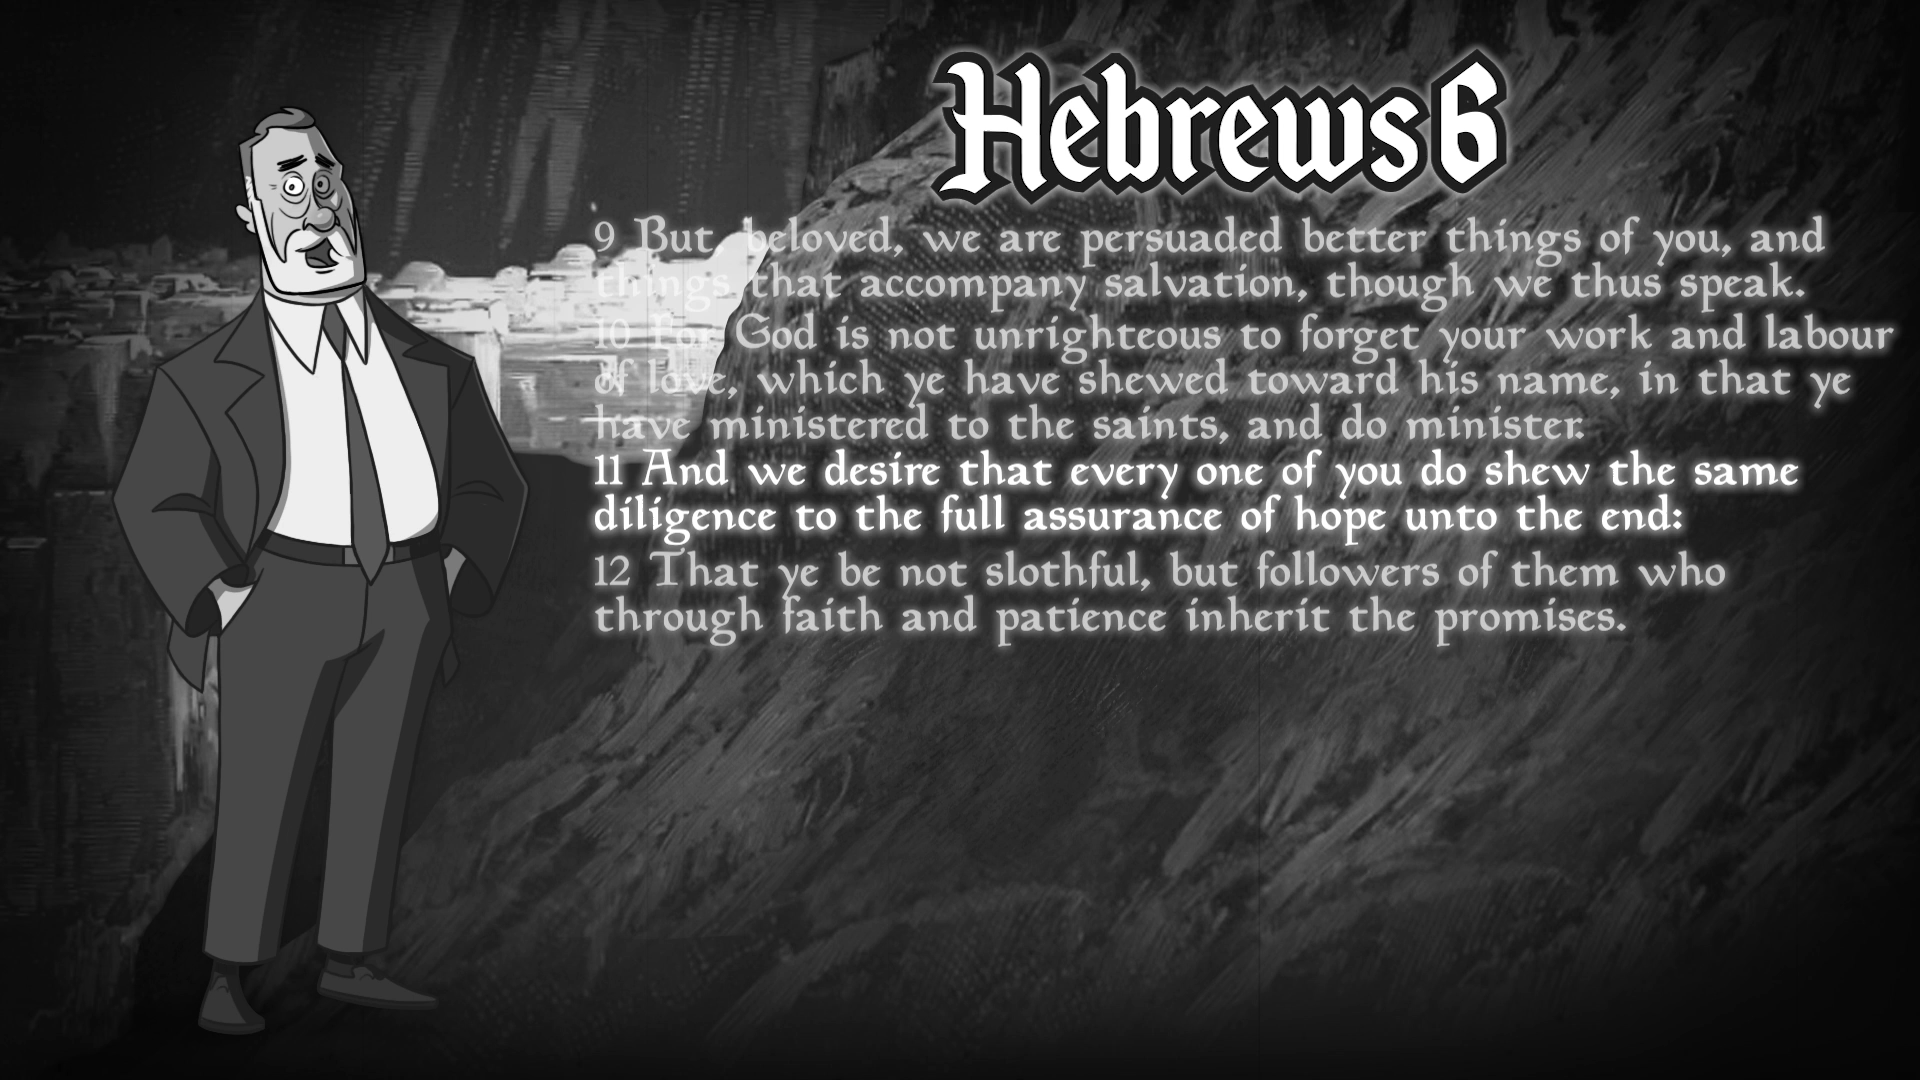 Hebrews 6
9 But beloved, we are persuaded better things of you, and
things that accompany salvation, though we thus speak.
10 For God is not unrighteous to forget your work and labour
of love, which ye have shewed toward his name, in that ye
have ministered to the saints, and do minister.
11 And we desire that every one of you do shew the same
diligence to the full assurance of hope unto the end:
12 That ye be not slothful, but followers of them who
through faith and patience inherit the promises.